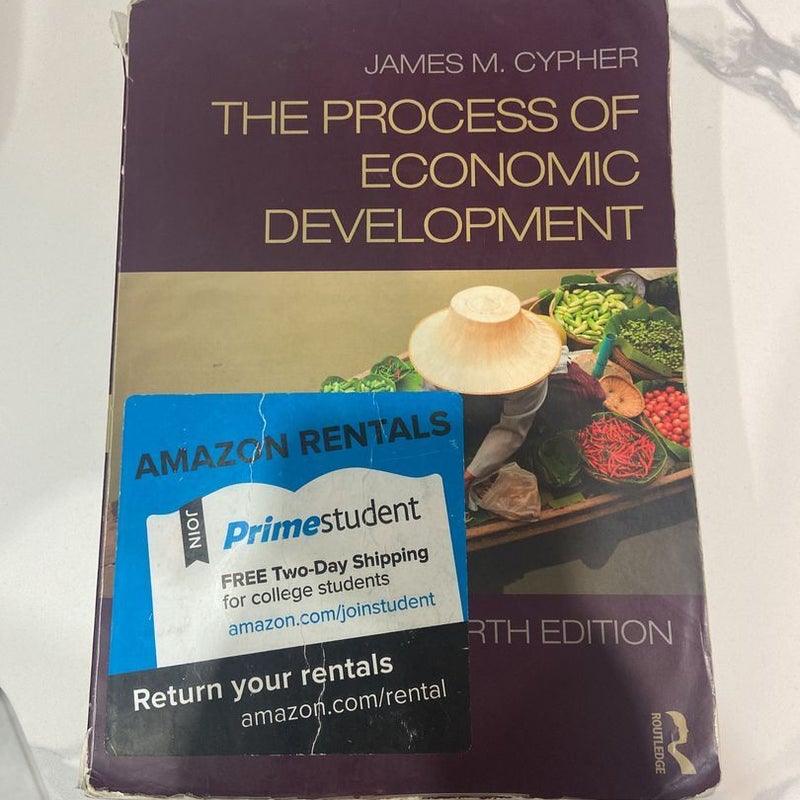 JAMES M. CYPHER
THE PROCESS OF
ECONOMIC
DEVELOPMENT
AMAZON RENTALS
JOIN
Primestudent
FREE Two-Day Shipping
for college students
amazon.com/joinstudent
Return your rentals
amazon.com/rental
RTH EDITION
ROUTLEDGE